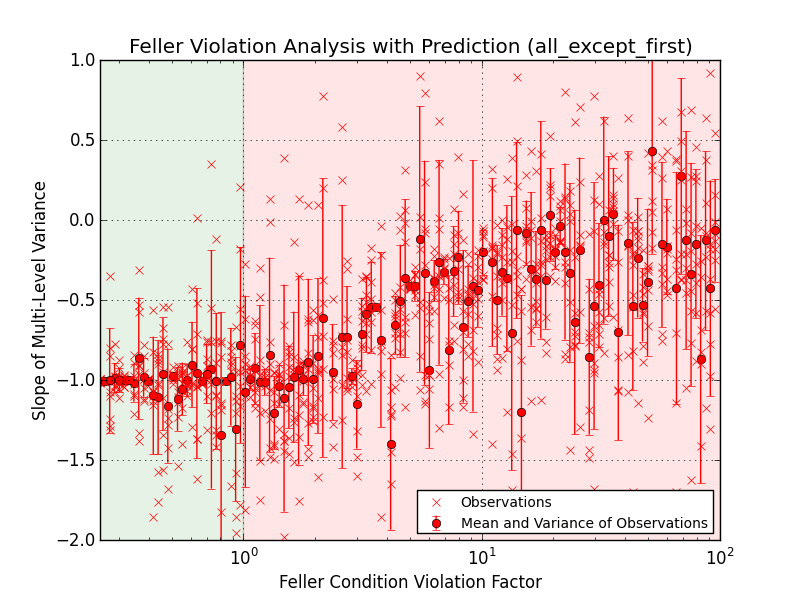 Feller Violation Analysis with Prediction (all_except_first)
1.0
0.5
0.0
−0.5
−1.0
−1.5
−2.0
Slope of Multi-Level Variance
Observations
Mean and Variance of Observations
10⁰ 10¹ 10²
Feller Condition Violation Factor